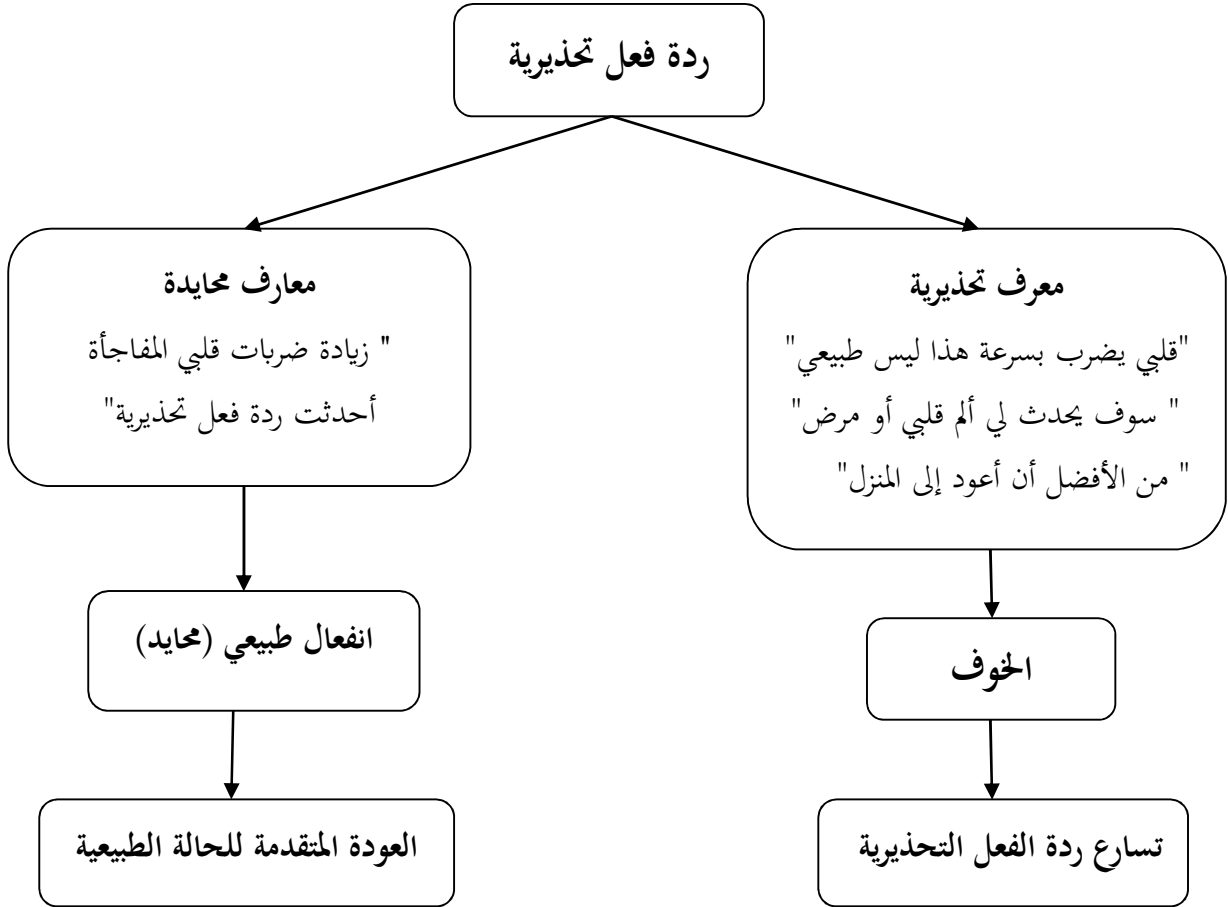 ردة فعل تحذيرية
معرف تحذيرية
"قلبي يضرب بسرعة هذا ليس طبيعي"
" سوف يحدث لي ألم قلبي أو مرض"
" من الأفضل أن أعود إلى المنزل"
معارف محايدة
" زيادة ضربات قلبي المفاجأة
أحدثت ردة فعل تحذيرية"
الخوف
انفعال طبيعي (محايد)
تسارع ردة الفعل التحذيرية
العودة المتقدمة للحالة الطبيعية